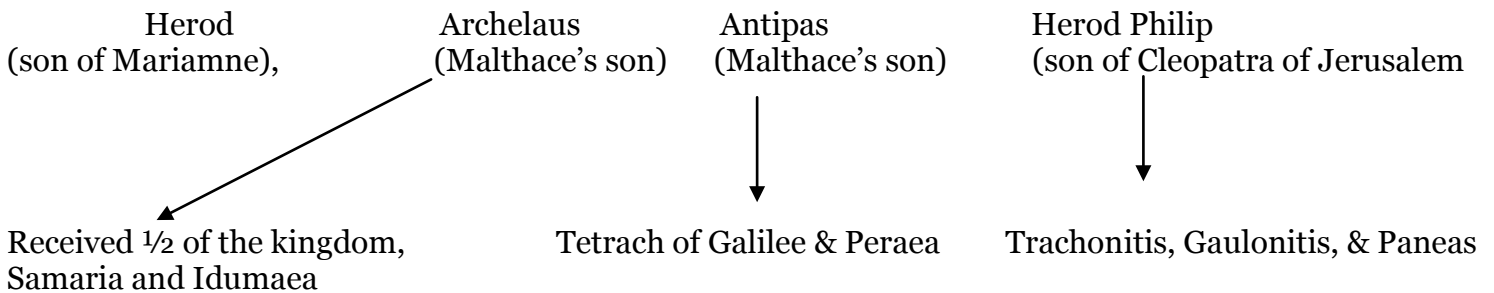 Herod Archelaus Antipas Herod Philip
(son of Mariamne), (Malthace’s son) (Malthace’s son) (son of Cleopatra of Jerusalem
Received ½ of the kingdom, Tetrach of Galilee & Peraea Trachonitis, Gaulonitis, & Paneas
Samaria and Idumaea